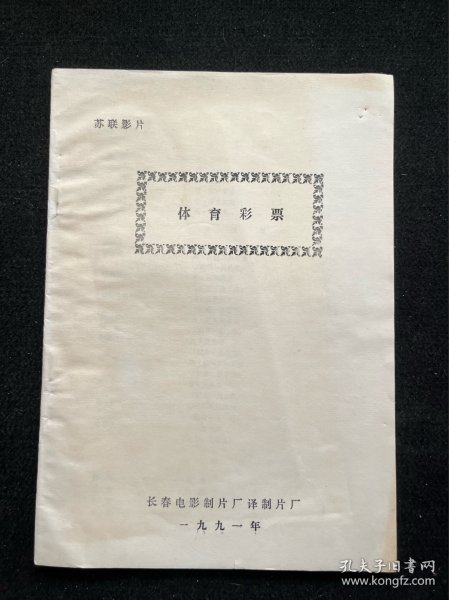 苏联影片
体育彩票
长春电影制片厂译制片厂
一九九一年
孔夫子旧书网
www.kongfz.com